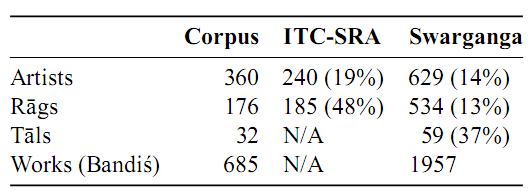 Corpus ITC-SRA Swarganga
Artists 360 240 (19%) 629 (14%)
Rāgs 176 185 (48%) 534 (13%)
Tāls 32 N/A 59 (37%)
Works (Bandiś) 685 N/A 1957